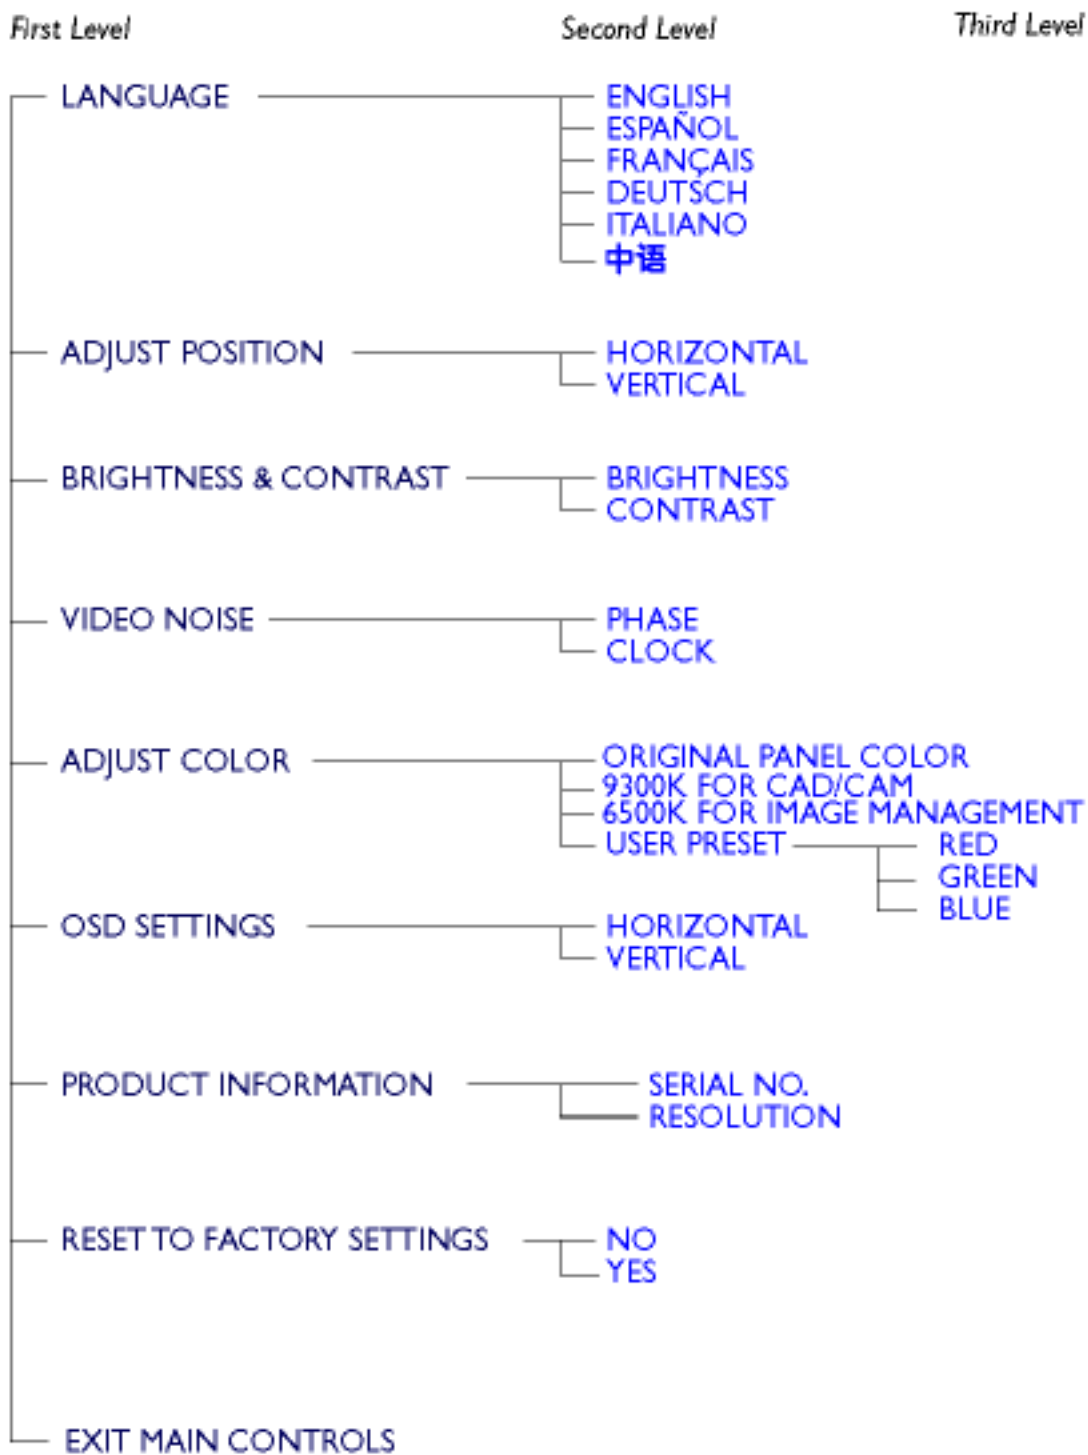 First Level Second Level Third Level
LANGUAGE ENGLISH
ESPAÑOL
FRANÇAIS
DEUTSCH
ITALIANO
中语
ADJUST POSITION HORIZONTAL
VERTICAL
BRIGHTNESS & CONTRAST BRIGHTNESS
CONTRAST
VIDEO NOISE PHASE
CLOCK
ADJUST COLOR ORIGINAL PANEL COLOR
9300K FOR CAD/CAM
6500K FOR IMAGE MANAGEMENT
USER PRESET RED
GREEN
BLUE
OSD SETTINGS HORIZONTAL
VERTICAL
PRODUCT INFORMATION SERIAL NO.
RESOLUTION
RESET TO FACTORY SETTINGS NO
YES
EXIT MAIN CONTROLS